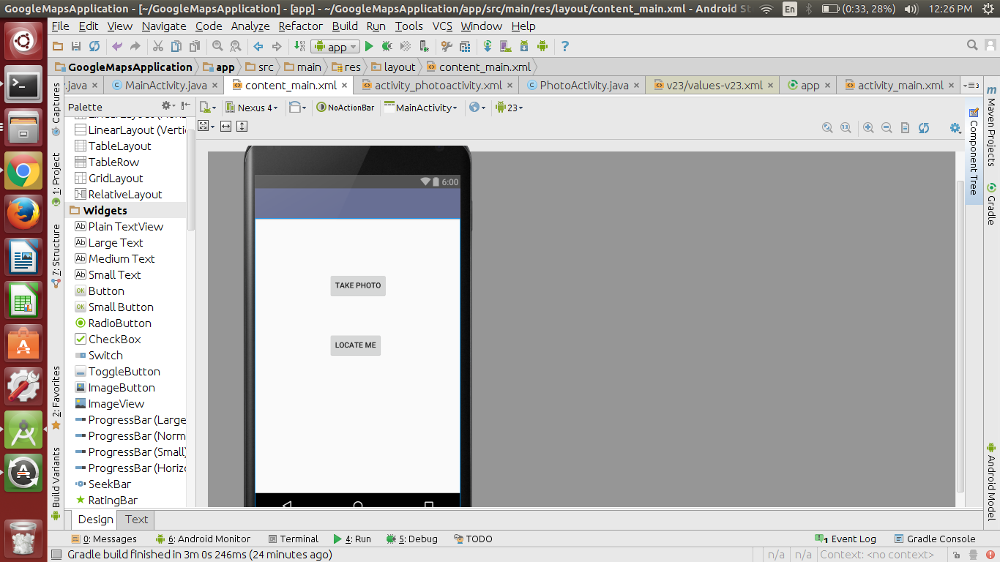 GoogleMapsApplication - [~/GoogleMapsApplication] - [app] - ~/GoogleMapsApplication/app/src/main/res/layout/content_main.xml - Android St
En (0:33, 28%) 12:26 PM
File Edit View Navigate Code Analyze Refactor Build Run Tools VCS Window Help
app
GoogleMapsApplication app src main res layout content_main.xml
y.java MainActivity.java content_main.xml activity_photoactivity.xml PhotoActivity.java v23/values-v23.xml app activity_main.xml
Captures
1: Project
7: Structure
2: Favorites
Build Variants
Palette
LinearLayout (Vertic
TableLayout
TableRow
GridLayout
RelativeLayout
Widgets
Plain TextView
Large Text
Medium Text
Small Text
Button
Small Button
RadioButton
CheckBox
Switch
ToggleButton
ImageButton
ImageView
ProgressBar (Large
ProgressBar (Norm
ProgressBar (Small)
ProgressBar (Horizo
SeekBar
RatingBar
Nexus 4 NoActionBar MainActivity 23
6:00
TAKE PHOTO
LOCATE ME
Component Tree
Maven Projects
Gradle
Android Model
Design Text
0: Messages 6: Android Monitor Terminal 4: Run 5: Debug TODO 1 Event Log Gradle Console
Gradle build finished in 3m 0s 246ms (24 minutes ago) n/a n/a Context: <no context>